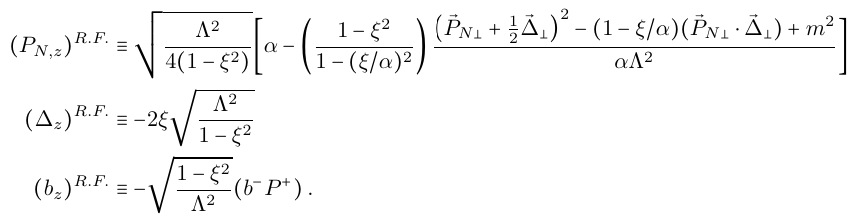 $(P_{N,z})^{R.F.} \equiv \sqrt{\frac{\Lambda^2}{4(1-\xi^2)}} \left[ \alpha - \left( \frac{1-\xi^2}{1-(\xi/\alpha)^2} \right) \frac{\left(\vec{P}_{N\perp} + \frac{1}{2}\vec{\Delta}_{\perp}\right)^2 - (1-\xi/\alpha)(\vec{P}_{N\perp} \cdot \vec{\Delta}_{\perp}) + m^2}{\alpha\Lambda^2} \right]$
$(\Delta_z)^{R.F.} \equiv -2\xi \sqrt{\frac{\Lambda^2}{1-\xi^2}}$
$(b_z)^{R.F.} \equiv -\sqrt{\frac{1-\xi^2}{\Lambda^2}} (b^- P^+) .$